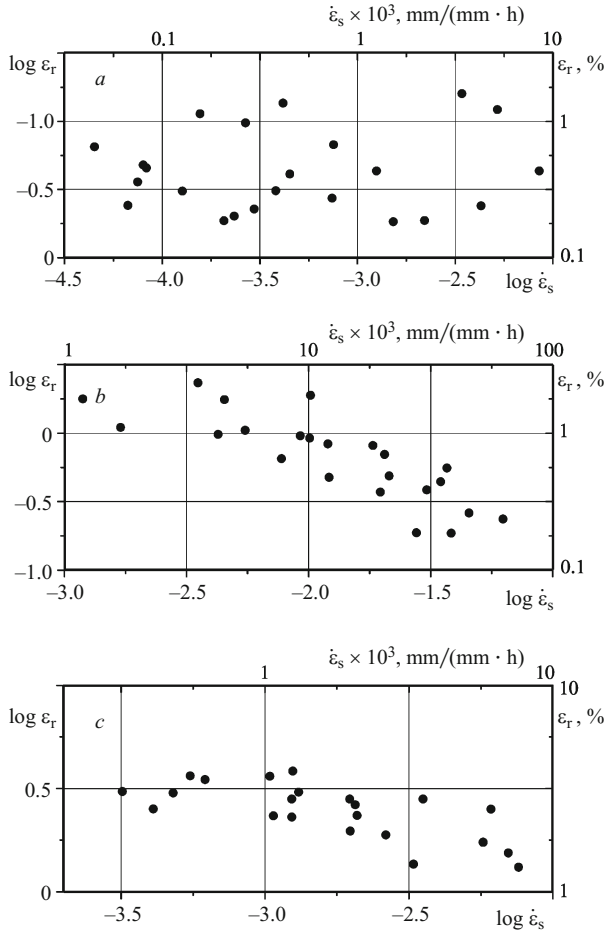 ε̇s × 10³, mm/(mm · h)
0.1 1 10
log εr a εr , %
–1.0 1
–0.5
0 0.1
–4.5 –4.0 –3.5 –3.0 –2.5 log ε̇s
ε̇s × 10³, mm/(mm · h)
1 10 100
log εr b εr , %
0 1
–0.5
–1.0 0.1
–3.0 –2.5 –2.0 –1.5 log ε̇s
ε̇s × 10³, mm/(mm · h)
1 10
10
log εr c εr , %
0.5
0 1
–3.5 –3.0 –2.5 log ε̇s